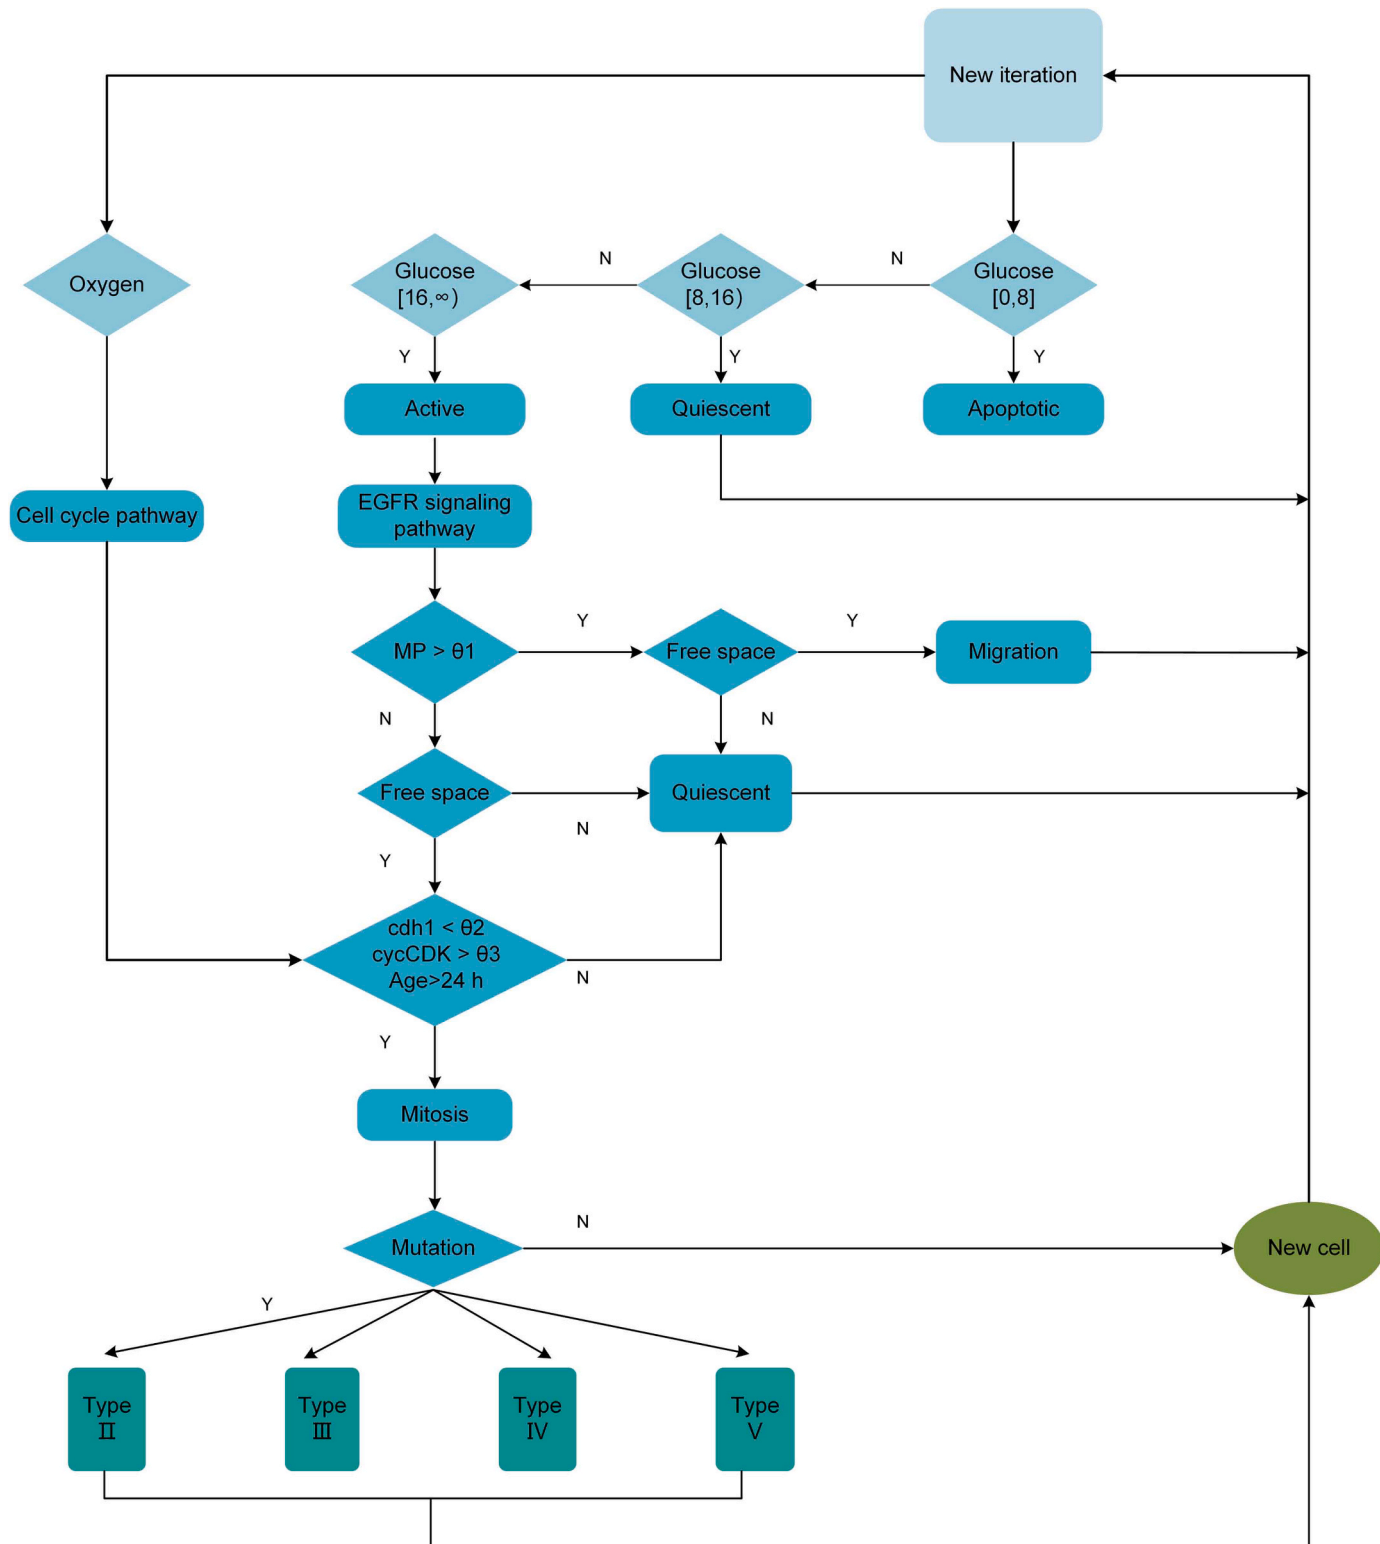 New iteration
Oxygen
Glucose
[16,∞)
N
Glucose
[8,16)
N
Glucose
[0,8]
Y
Y
Y
Active
Quiescent
Apoptotic
Cell cycle pathway
EGFR signaling
pathway
MP > θ1
Y
Free space
Y
Migration
N
N
Free space
N
Quiescent
Y
cdh1 < θ2
cycCDK > θ3
Age>24 h
N
Y
Mitosis
Mutation
N
New cell
Y
Type
II
Type
III
Type
IV
Type
V